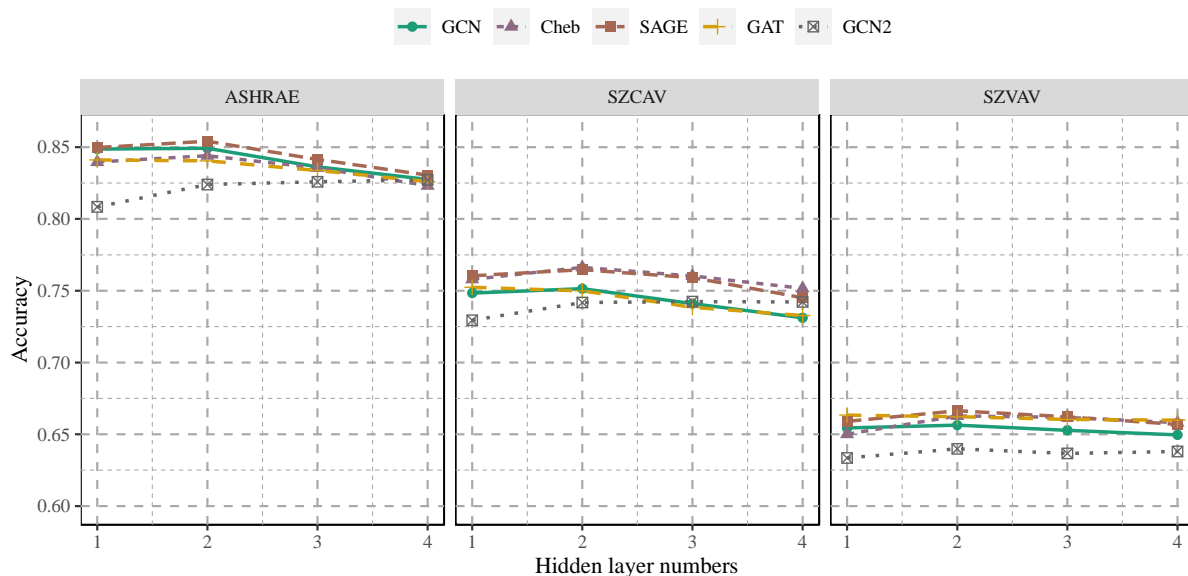 GCN Cheb SAGE GAT GCN2
ASHRAE SZCAV SZVAV
0.85
0.80
0.75
0.70
0.65
0.60
Accuracy
1 2 3 4 1 2 3 4 1 2 3 4
Hidden layer numbers